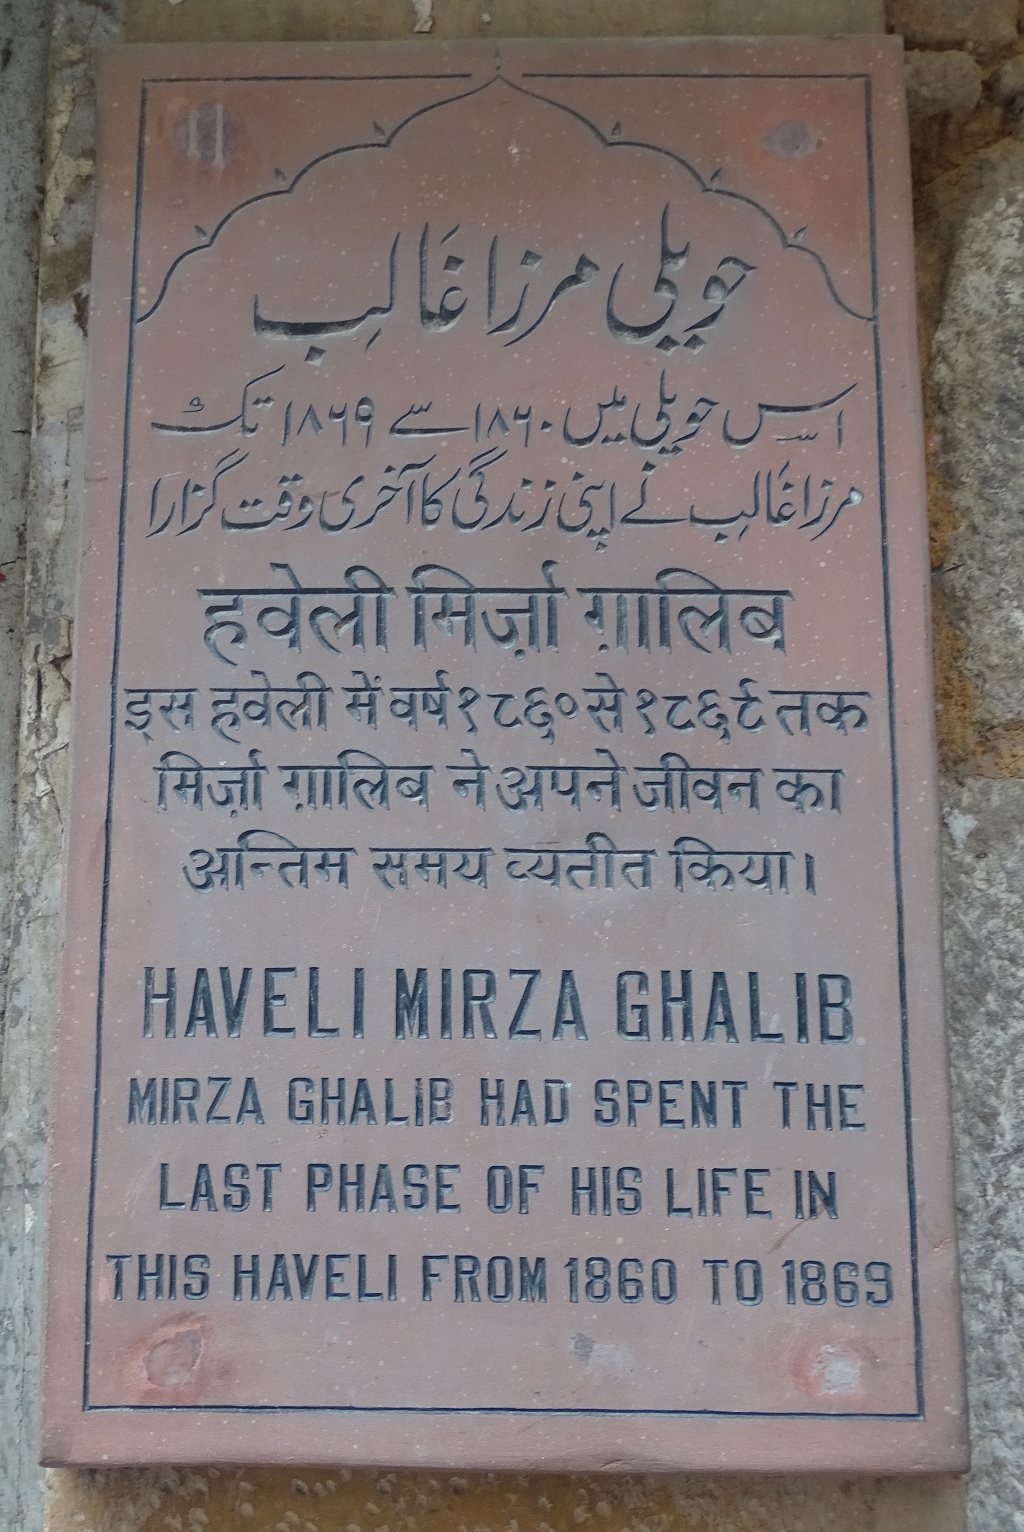 حویلی مرزا غالب
اس حویلی میں ۱۸۶۰ سے ۱۸۶۹ تک
مرزا غالب نے اپنی زندگی کا آخری وقت گزارا
हवेली मिर्ज़ा ग़ालिब
इस हवेली में वर्ष १८६० से १८६९ तक
मिर्ज़ा ग़ालिब ने अपने जीवन का
अन्तिम समय व्यतीत किया।
HAVELI MIRZA GHALIB
MIRZA GHALIB HAD SPENT THE
LAST PHASE OF HIS LIFE IN
THIS HAVELI FROM 1860 TO 1869